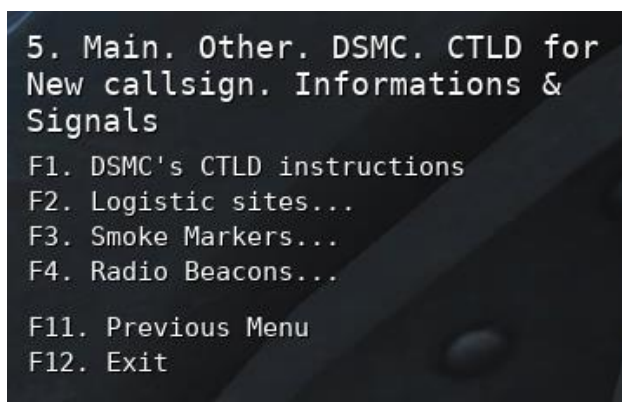 5. Main. Other. DSMC. CTLD for
New callsign. Informations &
Signals
F1. DSMC's CTLD instructions
F2. Logistic sites...
F3. Smoke Markers...
F4. Radio Beacons...
F11. Previous Menu
F12. Exit